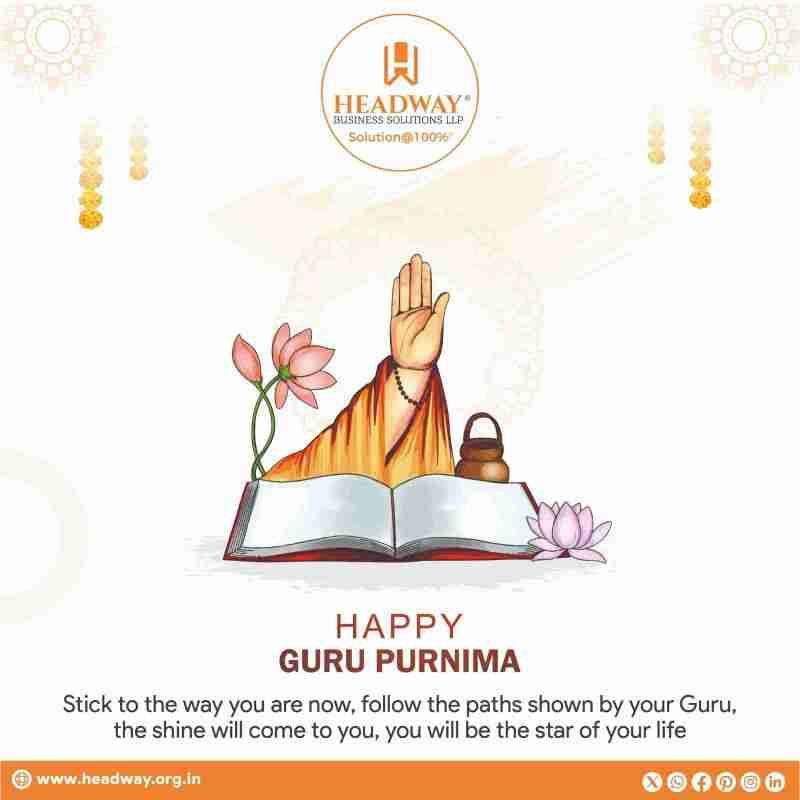 HEADWAY®
BUSINESS SOLUTIONS LLP
Solution@100%
HAPPY
GURU PURNIMA
Stick to the way you are now, follow the paths shown by your Guru,
the shine will come to you, you will be the star of your life
www.headway.org.in